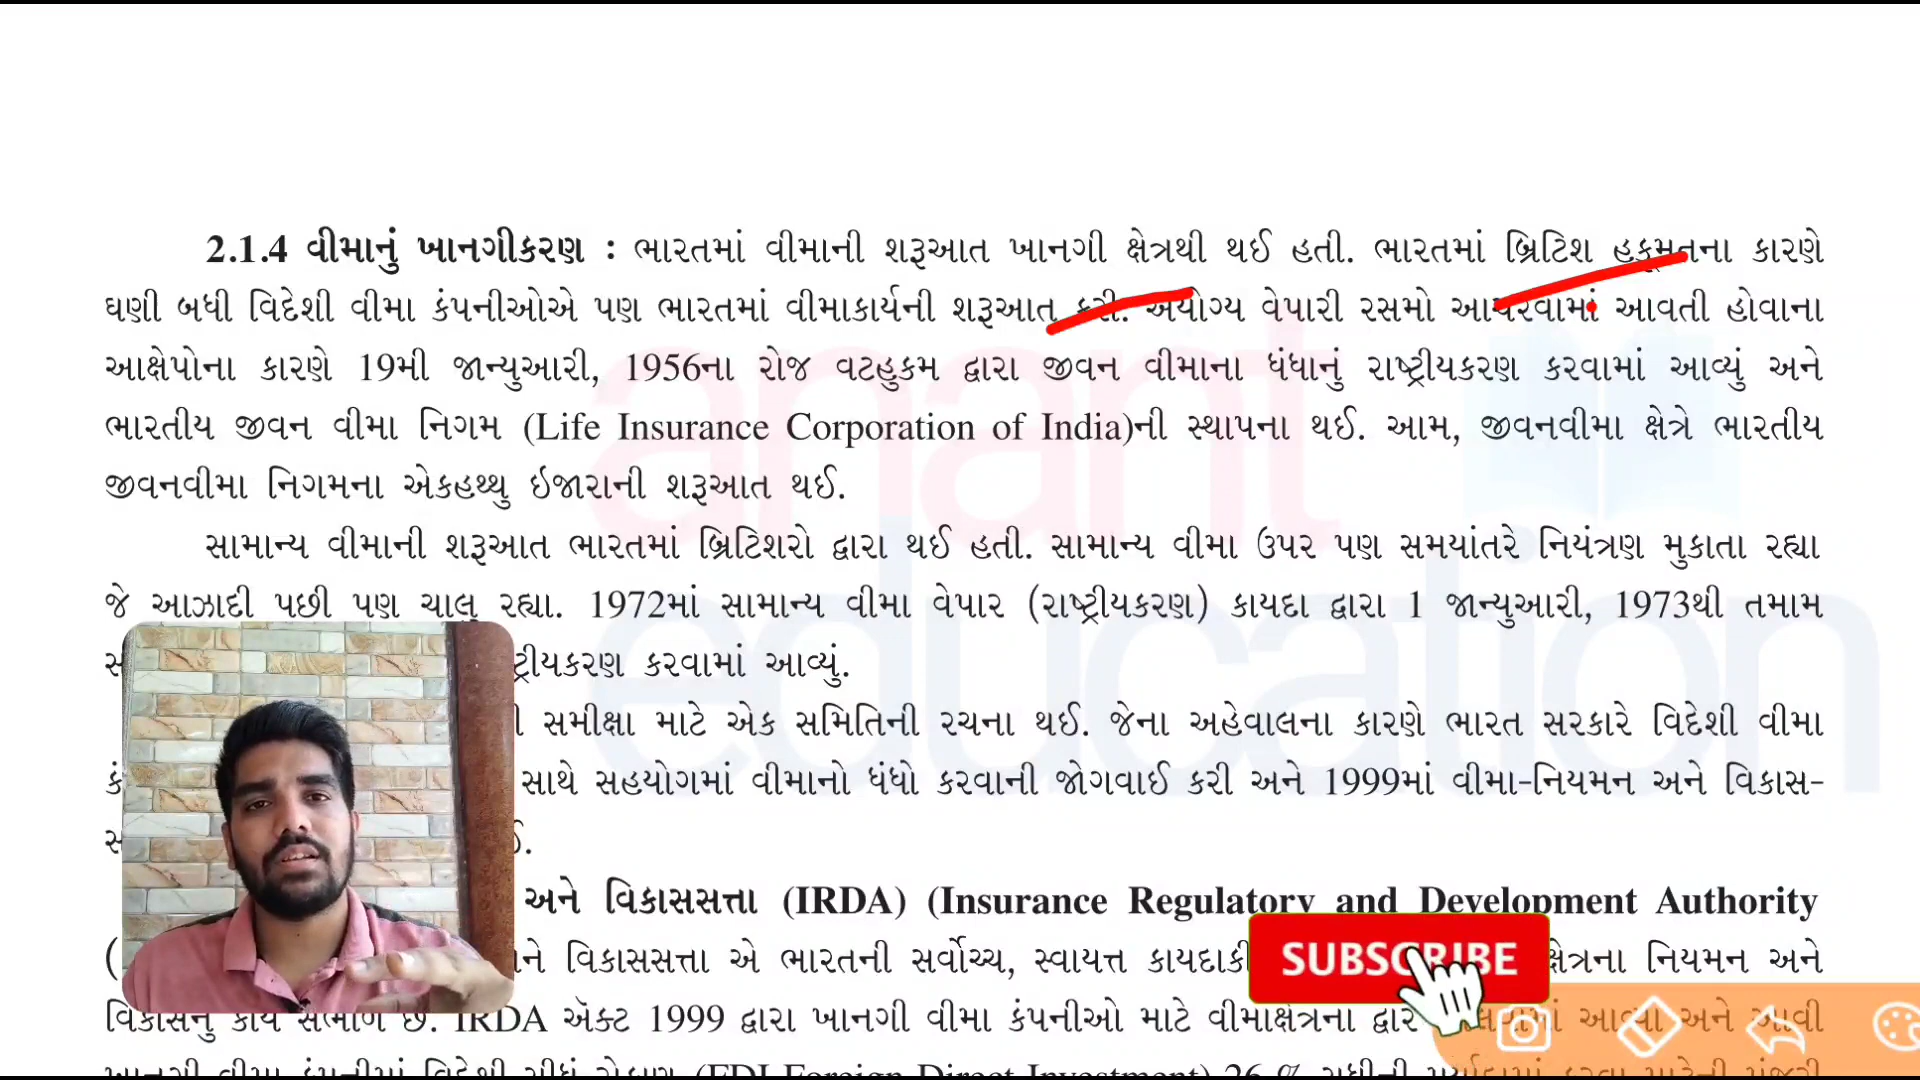 2.1.4 વીમાનું ખાનગીકરણ : ભારતમાં વીમાની શરૂઆત ખાનગી ક્ષેત્રથી થઈ હતી. ભારતમાં બ્રિટિશ હકૂમતના કારણે
ઘણી બધી વિદેશી વીમા કંપનીઓએ પણ ભારતમાં વીમાકાર્યની શરૂઆત કરી. અયોગ્ય વેપારી રસમો આચરવામાં આવતી હોવાના
આક્ષેપોના કારણે 19મી જાન્યુઆરી, 1956ના રોજ વટહુકમ દ્વારા જીવન વીમાના ધંધાનું રાષ્ટ્રીયકરણ કરવામાં આવ્યું અને
ભારતીય જીવન વીમા નિગમ (Life Insurance Corporation of India)ની સ્થાપના થઈ. આમ, જીવનવીમા ક્ષેત્રે ભારતીય
જીવનવીમા નિગમના એકહથ્થુ ઇજારાની શરૂઆત થઈ.
સામાન્ય વીમાની શરૂઆત ભારતમાં બ્રિટિશરો દ્વારા થઈ હતી. સામાન્ય વીમા ઉપર પણ સમયાંતરે નિયંત્રણ મુકાતા રહ્યા
જે આઝાદી પછી પણ ચાલુ રહ્યા. 1972માં સામાન્ય વીમા વેપાર (રાષ્ટ્રીયકરણ) કાયદા દ્વારા 1 જાન્યુઆરી, 1973થી તમામ
કરવામાં આવ્યું.
સમીક્ષા માટે એક સમિતિની રચના થઈ. જેના અહેવાલના કારણે ભારત સરકારે વિદેશી વીમા
સાથે સહયોગમાં વીમાનો ધંધો કરવાની જોગવાઈ કરી અને 1999માં વીમા-નિયમન અને વિકાસ-
અને વિકાસસત્તા (IRDA) (Insurance Regulatory and Development Authority
વિકાસસત્તા એ ભારતની સર્વોચ્ચ, સ્વાયત્ત નિયમન અને
SUBSCRIBE
IRDA ઍક્ટ 1999 દ્વારા ખાનગી વીમા કંપનીઓ માટે વીમાક્ષેત્રના અને આવી
anant
education